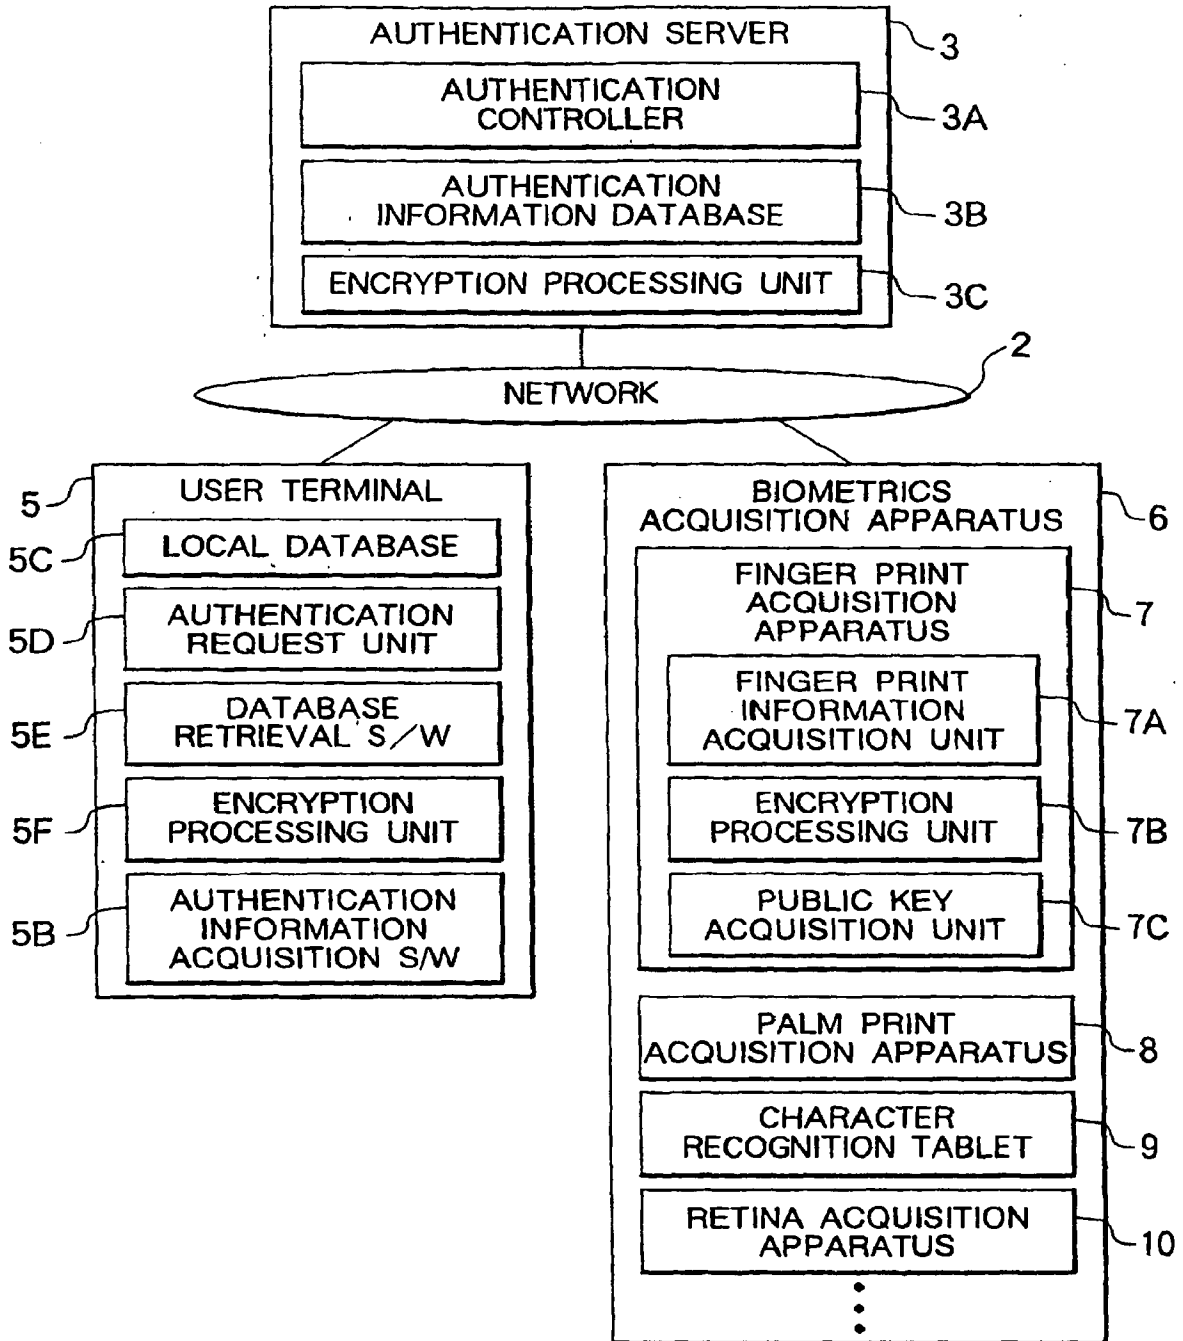 AUTHENTICATION SERVER
3
AUTHENTICATION
CONTROLLER
3A
AUTHENTICATION
INFORMATION DATABASE
3B
ENCRYPTION PROCESSING UNIT
3C
NETWORK
2
5
USER TERMINAL
5C
LOCAL DATABASE
5D
AUTHENTICATION
REQUEST UNIT
5E
DATABASE
RETRIEVAL S/W
5F
ENCRYPTION
PROCESSING UNIT
5B
AUTHENTICATION
INFORMATION
ACQUISITION S/W
BIOMETRICS
ACQUISITION APPARATUS
6
FINGER PRINT
ACQUISITION
APPARATUS
7
FINGER PRINT
INFORMATION
ACQUISITION UNIT
7A
ENCRYPTION
PROCESSING UNIT
7B
PUBLIC KEY
ACQUISITION UNIT
7C
PALM PRINT
ACQUISITION APPARATUS
8
CHARACTER
RECOGNITION TABLET
9
RETINA ACQUISITION
APPARATUS
10